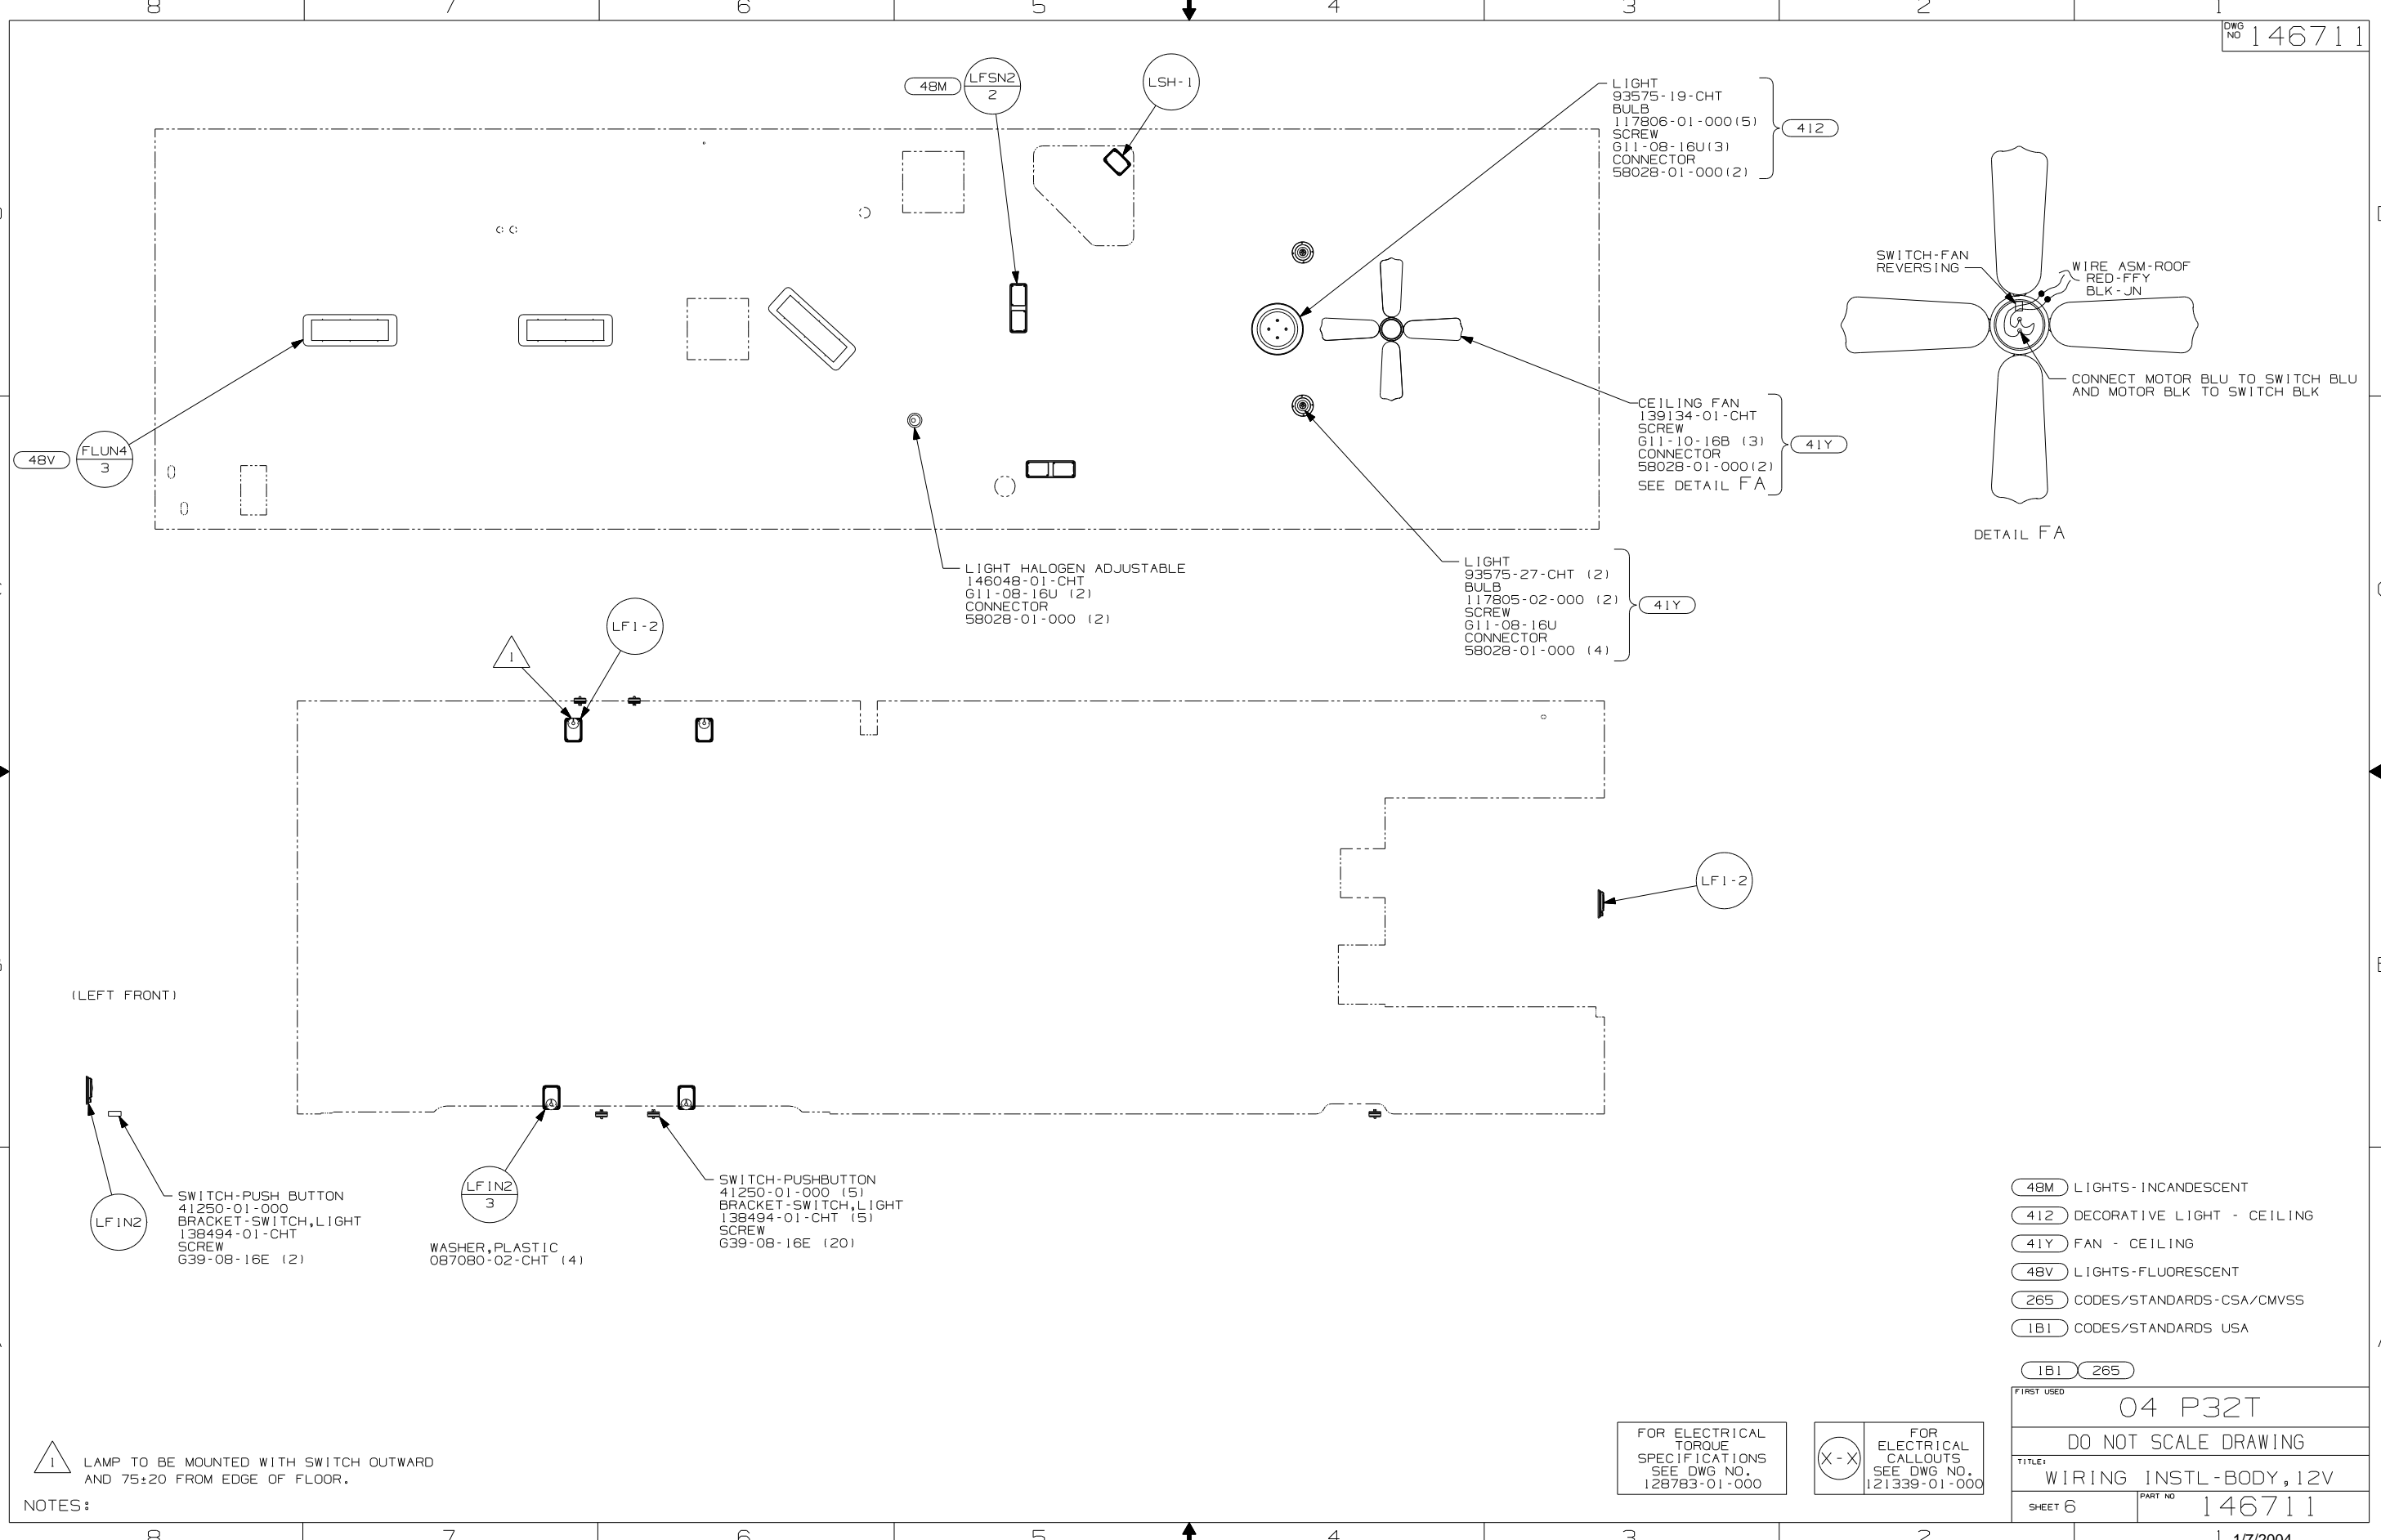 8 7 6 5 4 3 2 1
DWG NO 146711
48M
LFSN2
2
LSH-1
LIGHT
93575-19-CHT
BULB
117806-01-000(5)
SCREW
G11-08-16U(3)
CONNECTOR
58028-01-000(2)
412
SWITCH-FAN
REVERSING
WIRE ASM-ROOF
RED-FFY
BLK-JN
CONNECT MOTOR BLU TO SWITCH BLU
AND MOTOR BLK TO SWITCH BLK
DETAIL FA
CEILING FAN
139134-01-CHT
SCREW
G11-10-16B (3)
CONNECTOR
58028-01-000(2)
SEE DETAIL FA
41Y
48V
FLUN4
3
LIGHT HALOGEN ADJUSTABLE
146048-01-CHT
G11-08-16U (2)
CONNECTOR
58028-01-000 (2)
LIGHT
93575-27-CHT (2)
BULB
117805-02-000 (2)
SCREW
G11-08-16U
CONNECTOR
58028-01-000 (4)
41Y
1
LF1-2
LF1-2
(LEFT FRONT)
LF1N2
SWITCH-PUSH BUTTON
41250-01-000
BRACKET-SWITCH,LIGHT
138494-01-CHT
SCREW
G39-08-16E (2)
LF1N2
3
WASHER,PLASTIC
087080-02-CHT (4)
SWITCH-PUSHBUTTON
41250-01-000 (5)
BRACKET-SWITCH,LIGHT
138494-01-CHT (5)
SCREW
G39-08-16E (20)
48M LIGHTS-INCANDESCENT
412 DECORATIVE LIGHT - CEILING
41Y FAN - CEILING
48V LIGHTS-FLUORESCENT
265 CODES/STANDARDS-CSA/CMVSS
1B1 CODES/STANDARDS USA
1B1 265
FIRST USED
04 P32T
DO NOT SCALE DRAWING
TITLE:
WIRING INSTL-BODY,12V
SHEET 6
PART NO 146711
FOR ELECTRICAL
TORQUE
SPECIFICATIONS
SEE DWG NO.
128783-01-000
X-X
FOR
ELECTRICAL
CALLOUTS
SEE DWG NO.
121339-01-000
1 LAMP TO BE MOUNTED WITH SWITCH OUTWARD
AND 75±20 FROM EDGE OF FLOOR.
NOTES:
8 7 6 5 4 3 2 1
1/7/2004